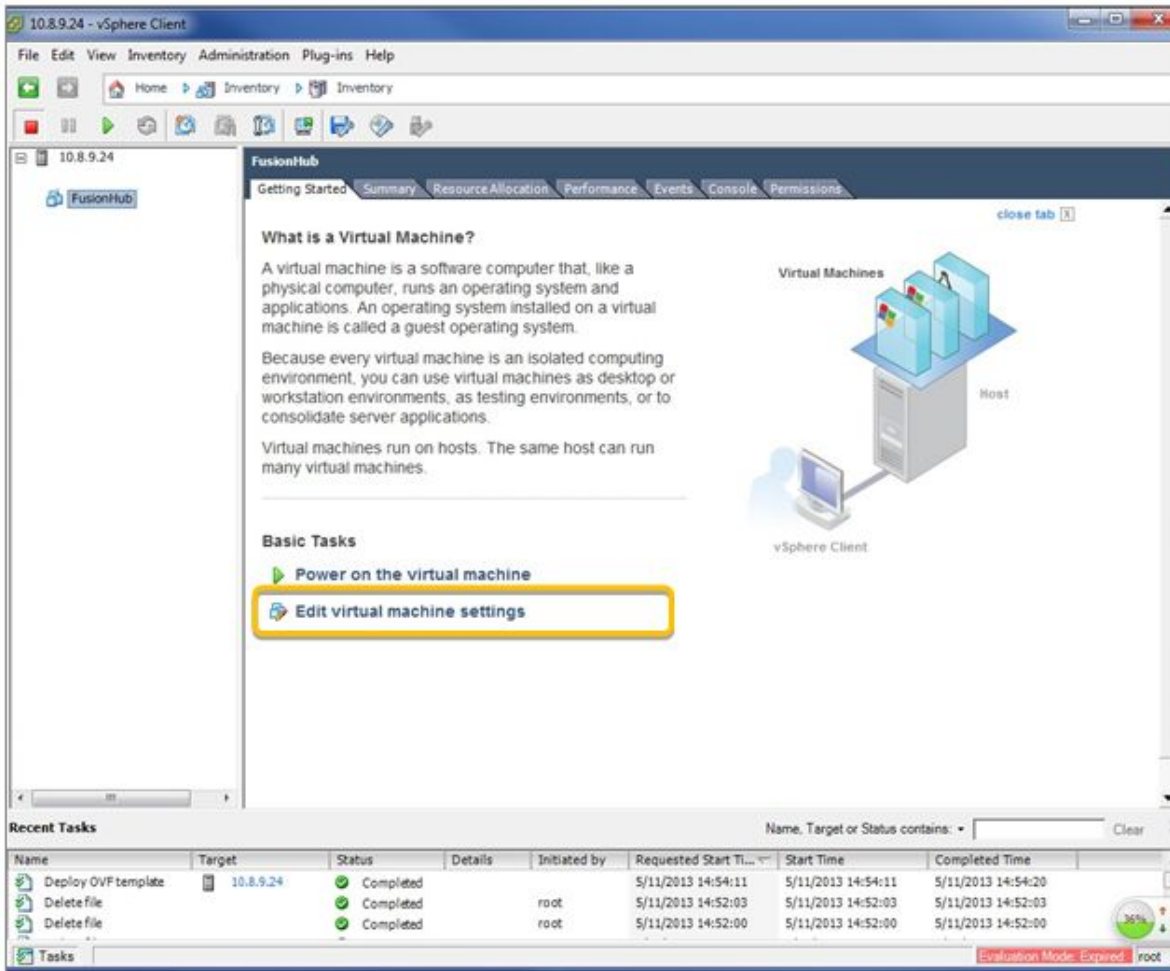 10.8.9.24 - vSphere Client
File Edit View Inventory Administration Plug-ins Help
Home Inventory Inventory
10.8.9.24
FusionHub
FusionHub
Getting Started Summary Resource Allocation Performance Events Console Permissions
close tab
What is a Virtual Machine?
A virtual machine is a software computer that, like a
physical computer, runs an operating system and
applications. An operating system installed on a virtual
machine is called a guest operating system.
Because every virtual machine is an isolated computing
environment, you can use virtual machines as desktop or
workstation environments, as testing environments, or to
consolidate server applications.
Virtual machines run on hosts. The same host can run
many virtual machines.
Virtual Machines
Host
vSphere Client
Basic Tasks
Power on the virtual machine
Edit virtual machine settings
Recent Tasks
Name, Target or Status contains:
Clear
Name Target Status Details Initiated by Requested Start Ti... Start Time Completed Time
Deploy OVF template 10.8.9.24 Completed 5/11/2013 14:54:11 5/11/2013 14:54:11 5/11/2013 14:54:20
Delete file Completed root 5/11/2013 14:52:03 5/11/2013 14:52:03 5/11/2013 14:52:03
Delete file Completed root 5/11/2013 14:52:00 5/11/2013 14:52:00 5/11/2013 14:52:00
36%
Tasks
Evaluation Mode: Expired root